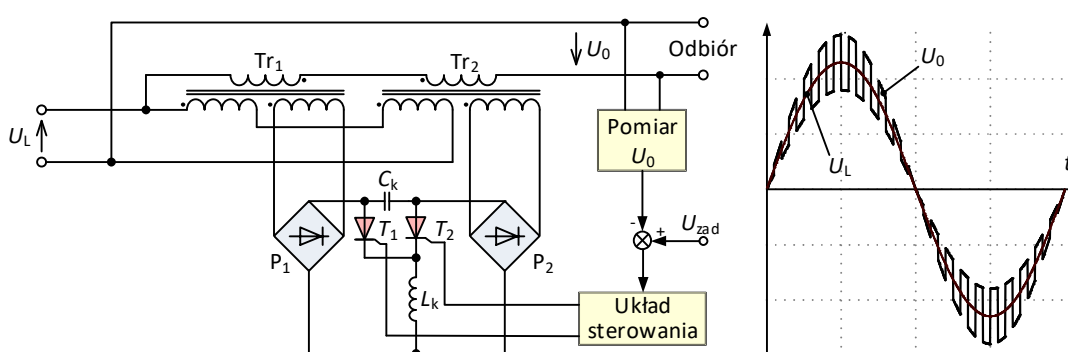 Tr1
Tr2
U0
Odbiór
UL
Pomiar
U0
Ck
T1
T2
Lk
P1
P2
-
+
Uzad
Układ
sterowania
U0
UL
t